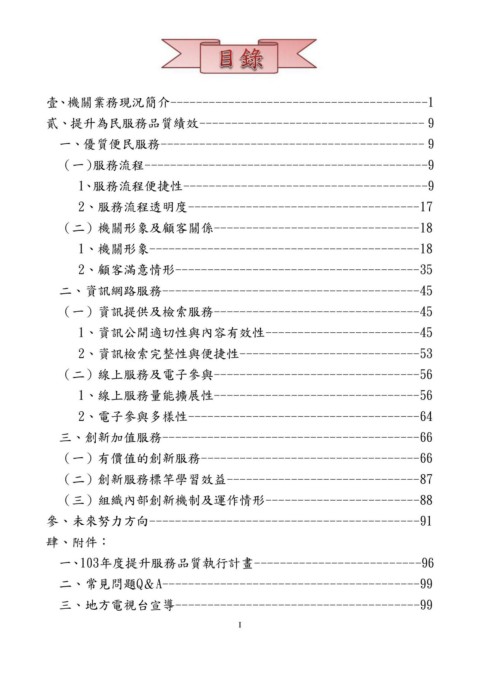 目錄
壹、機關業務現況簡介----------------------------------------1
貳、提升為民服務品質績效----------------------------------- 9
一、優質便民服務----------------------------------------- 9
（一)服務流程--------------------------------------------9
1、服務流程便捷性--------------------------------------9
2、服務流程透明度------------------------------------17
（二）機關形象及顧客關係--------------------------------18
1、機關形象------------------------------------------18
2、顧客滿意情形--------------------------------------35
二、資訊網路服務----------------------------------------45
（一）資訊提供及檢索服務--------------------------------45
1、資訊公開適切性與內容有效性------------------------45
2、資訊檢索完整性與便捷性----------------------------53
（二）線上服務及電子參與--------------------------------56
1、線上服務量能擴展性--------------------------------56
2、電子參與多樣性------------------------------------64
三、創新加值服務----------------------------------------66
（一）有價值的創新服務----------------------------------66
（二）創新服務標竿學習效益------------------------------87
（三）組織內部創新機制及運作情形------------------------88
參、未來努力方向------------------------------------------91
肆、附件：
一、103年度提升服務品質執行計畫--------------------------96
二、常見問題Q＆A----------------------------------------99
三、地方電視台宣導--------------------------------------99
I